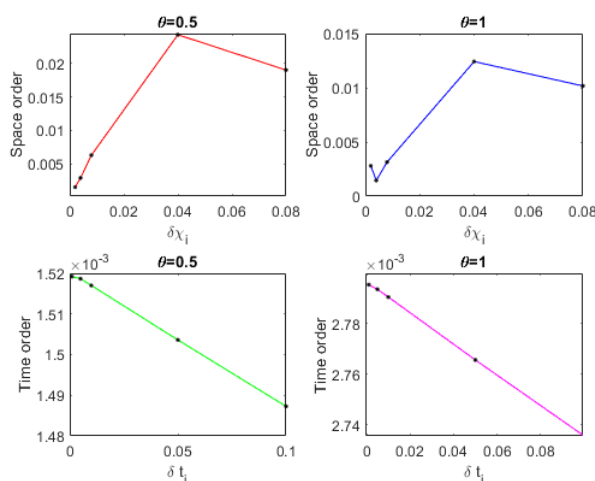 θ=0.5
Space order
0.02
0.015
0.01
0.005
0 0.02 0.04 0.06 0.08
δχᵢ
θ=1
Space order
0.015
0.01
0.005
0
0 0.02 0.04 0.06 0.08
δχᵢ
θ=0.5
×10⁻³
Time order
1.52
1.51
1.5
1.49
1.48
0 0.05 0.1
δ tᵢ
θ=1
×10⁻³
Time order
2.78
2.76
2.74
0 0.02 0.04 0.06 0.08
δ tᵢ